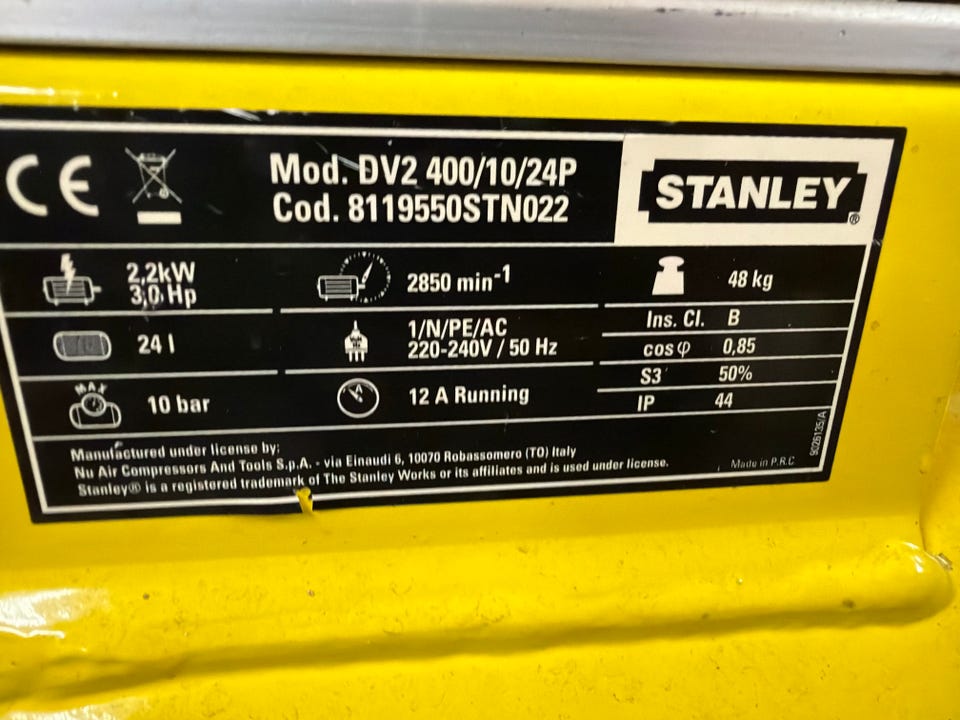 CE
Mod. DV2 400/10/24P
Cod. 8119550STN022
STANLEY®
2,2kW
3,0 Hp
2850 min-1
48 kg
24 l
1/N/PE/AC
220-240V / 50 Hz
Ins. Cl. B
cosφ 0,85
S3 50%
MAX
10 bar
A
12 A Running
IP 44
Manufactured under license by:
Nu Air Compressors And Tools S.p.A. - via Einaudi 6, 10070 Robassomero (TO) Italy
Stanley® is a registered trademark of The Stanley Works or its affiliates and is used under license.
Made in P.R.C.
9026135/A